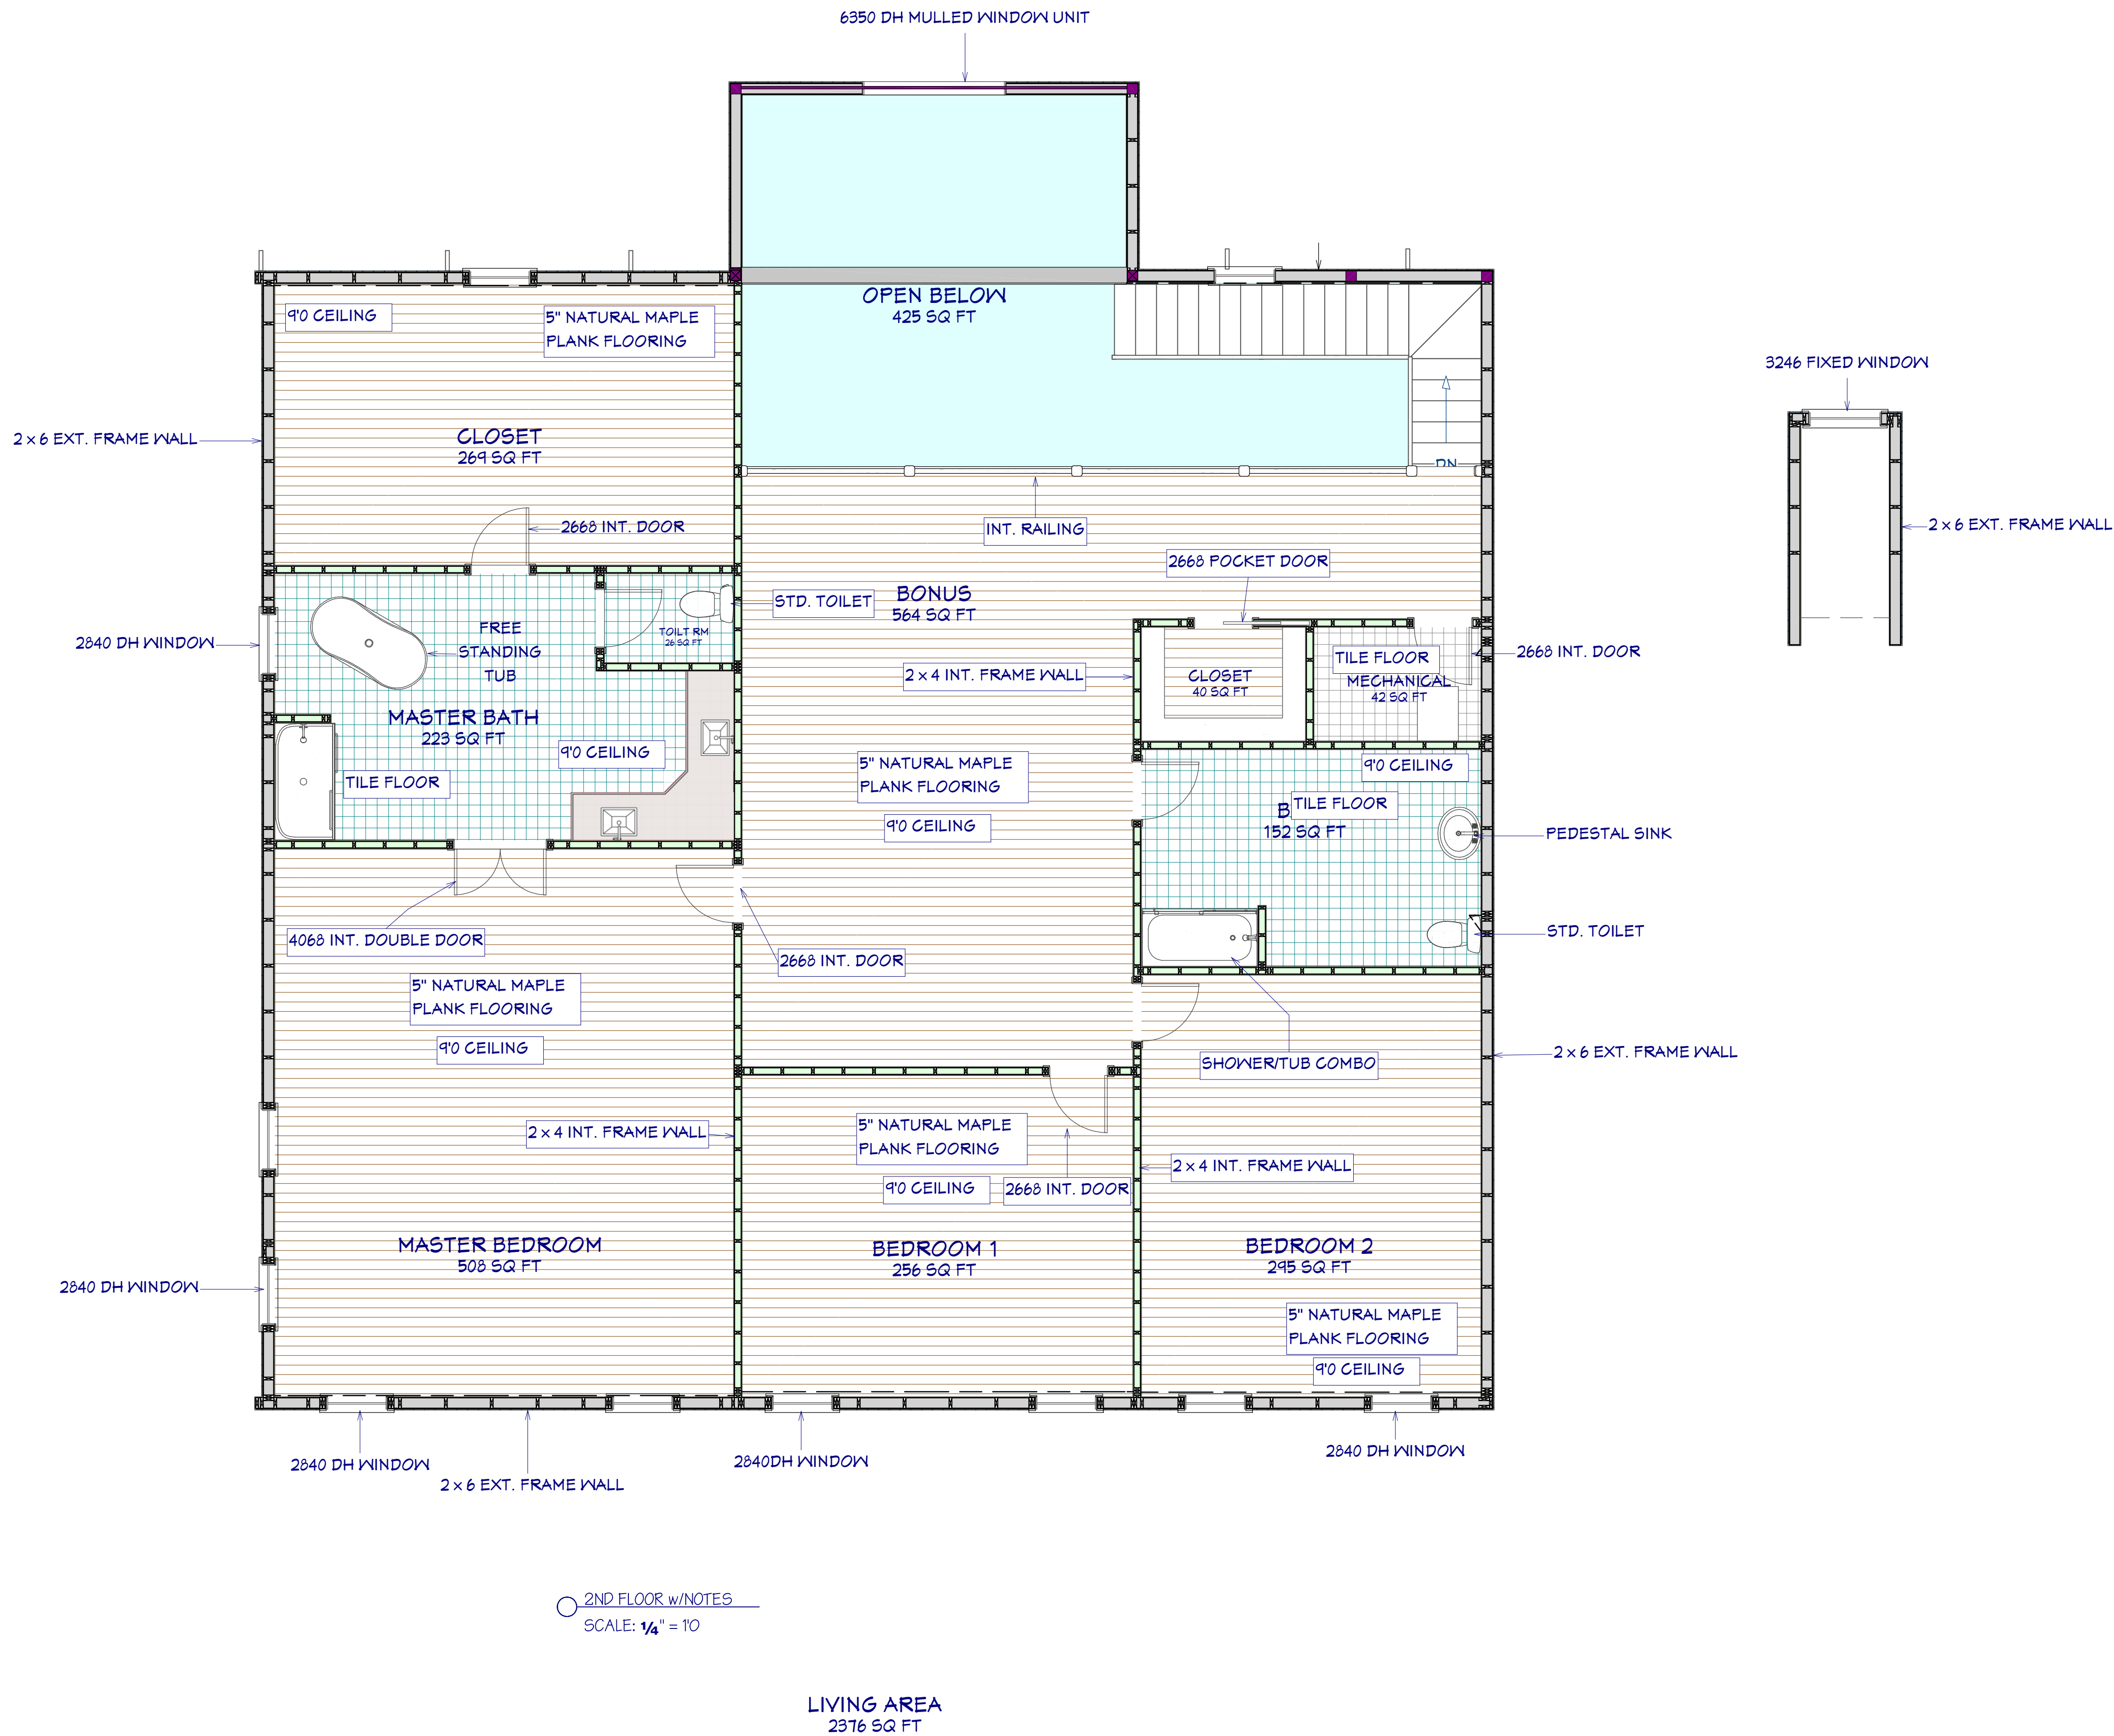 6350 DH MULLED WINDOW UNIT
OPEN BELOW
425 SQ FT
9'0 CEILING
5" NATURAL MAPLE
PLANK FLOORING
3246 FIXED WINDOW
2 x 6 EXT. FRAME WALL
CLOSET
269 SQ FT
DN
2668 INT. DOOR
INT. RAILING
2 x 6 EXT. FRAME WALL
2668 POCKET DOOR
STD. TOILET
BONUS
564 SQ FT
2840 DH WINDOW
FREE
STANDING
TUB
TOILT RM
26 SQ FT
2668 INT. DOOR
TILE FLOOR
MECHANICAL
42 SQ FT
2 x 4 INT. FRAME WALL
CLOSET
40 SQ FT
MASTER BATH
223 SQ FT
9'0 CEILING
TILE FLOOR
5" NATURAL MAPLE
PLANK FLOORING
9'0 CEILING
9'0 CEILING
TILE FLOOR
B
152 SQ FT
PEDESTAL SINK
4068 INT. DOUBLE DOOR
2668 INT. DOOR
STD. TOILET
5" NATURAL MAPLE
PLANK FLOORING
9'0 CEILING
SHOWER/TUB COMBO
2 x 6 EXT. FRAME WALL
2 x 4 INT. FRAME WALL
5" NATURAL MAPLE
PLANK FLOORING
2 x 4 INT. FRAME WALL
9'0 CEILING
2668 INT. DOOR
MASTER BEDROOM
508 SQ FT
BEDROOM 1
256 SQ FT
BEDROOM 2
295 SQ FT
2840 DH WINDOW
5" NATURAL MAPLE
PLANK FLOORING
9'0 CEILING
2840 DH WINDOW
2 x 6 EXT. FRAME WALL
2840DH WINDOW
2840 DH WINDOW
2ND FLOOR w/NOTES
SCALE: 1/4" = 1'0
LIVING AREA
2376 SQ FT